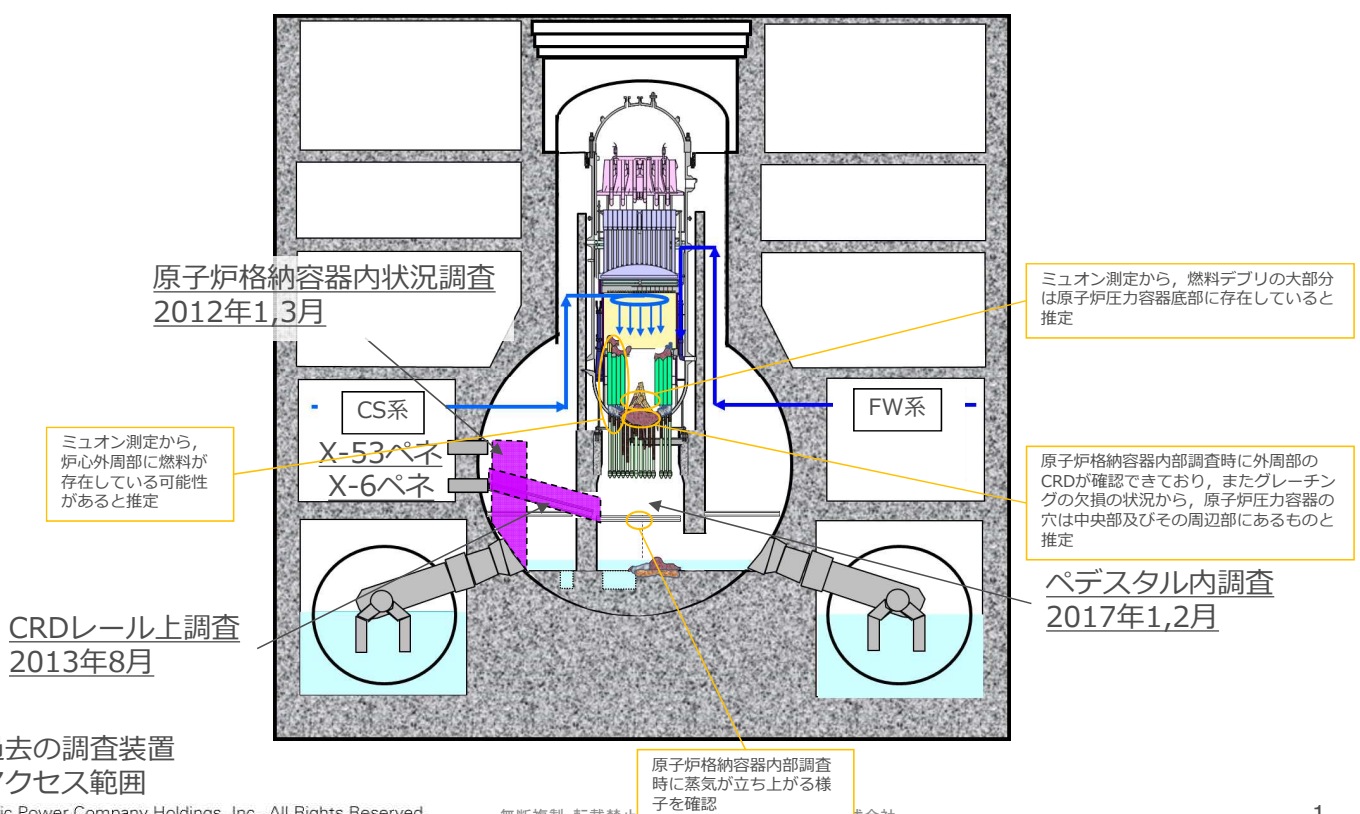 原子炉格納容器内状況調査
2012年1,3月
ミュオン測定から，燃料デブリの大部分
は原子炉圧力容器底部に存在していると
推定
CS系
FW系
ミュオン測定から，
炉心外周部に燃料が
存在している可能性
があると推定
X-53ペネ
X-6ペネ
原子炉格納容器内部調査時に外周部の
CRDが確認できており，またグレーチン
グの欠損の状況から，原子炉圧力容器の
穴は中央部及びその周辺部にあるものと
推定
ペデスタル内調査
2017年1,2月
CRDレール上調査
2013年8月
過去の調査装置
アクセス範囲
原子炉格納容器内部調査
時に蒸気が立ち上がる様
子を確認
ic Power Company Holdings, Inc. All Rights Reserved.
無断複製・転載禁止
式会社
1